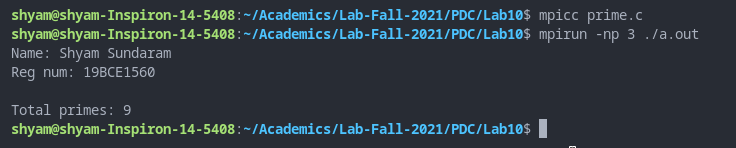 shyam@shyam-Inspiron-14-5408:~/Academics/Lab-Fall-2021/PDC/Lab10$ mpicc prime.c
shyam@shyam-Inspiron-14-5408:~/Academics/Lab-Fall-2021/PDC/Lab10$ mpirun -np 3 ./a.out
Name: Shyam Sundaram
Reg num: 19BCE1560

Total primes: 9
shyam@shyam-Inspiron-14-5408:~/Academics/Lab-Fall-2021/PDC/Lab10$